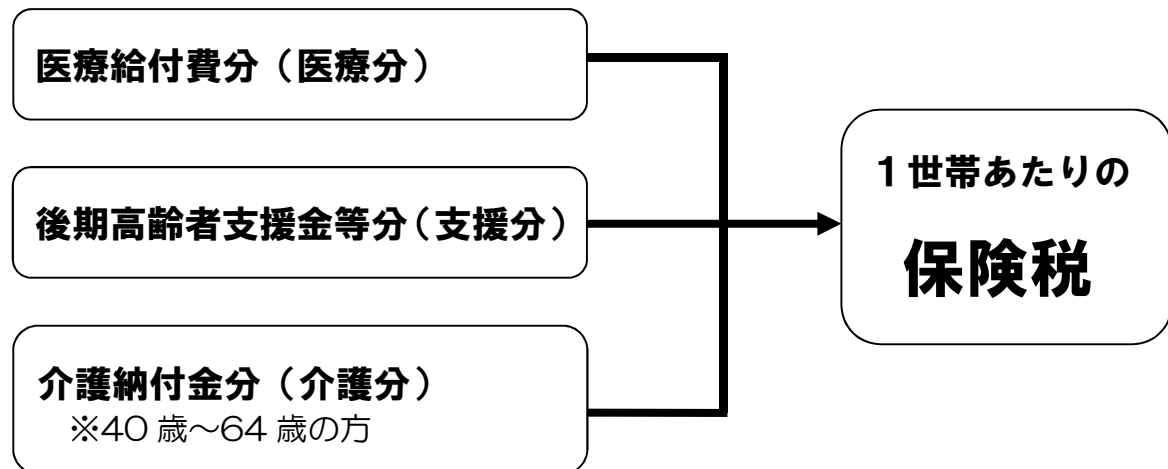 医療給付費分（医療分）
後期高齢者支援金等分（支援分）
介護納付金分（介護分）
※40 歳～64 歳の方
１世帯あたりの
保険税